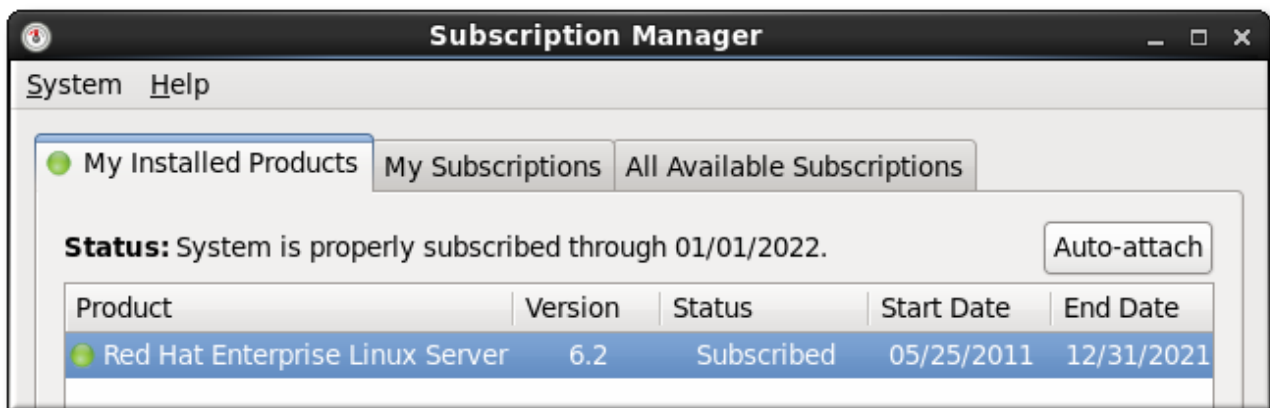 Subscription Manager
System Help
My Installed Products My Subscriptions All Available Subscriptions
Status: System is properly subscribed through 01/01/2022. Auto-attach
Product Version Status Start Date End Date
Red Hat Enterprise Linux Server 6.2 Subscribed 05/25/2011 12/31/2021